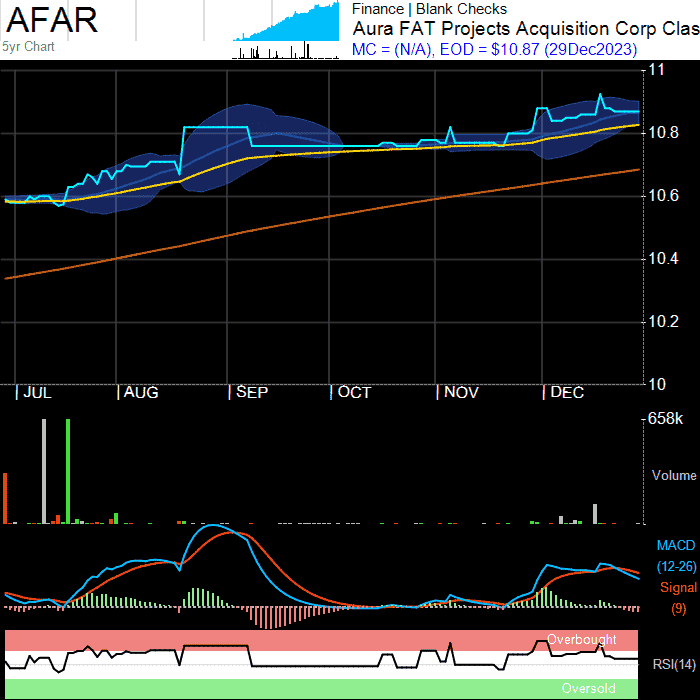 AFAR
5yr Chart
Finance | Blank Checks
Aura FAT Projects Acquisition Corp Clas
MC = (N/A), EOD = $10.87 (29Dec2023)
11
10.8
10.6
10.4
10.2
10
JUL AUG SEP OCT NOV DEC
658k
Volume
MACD
(12-26)
Signal
(9)
Overbought
RSI(14)
Oversold